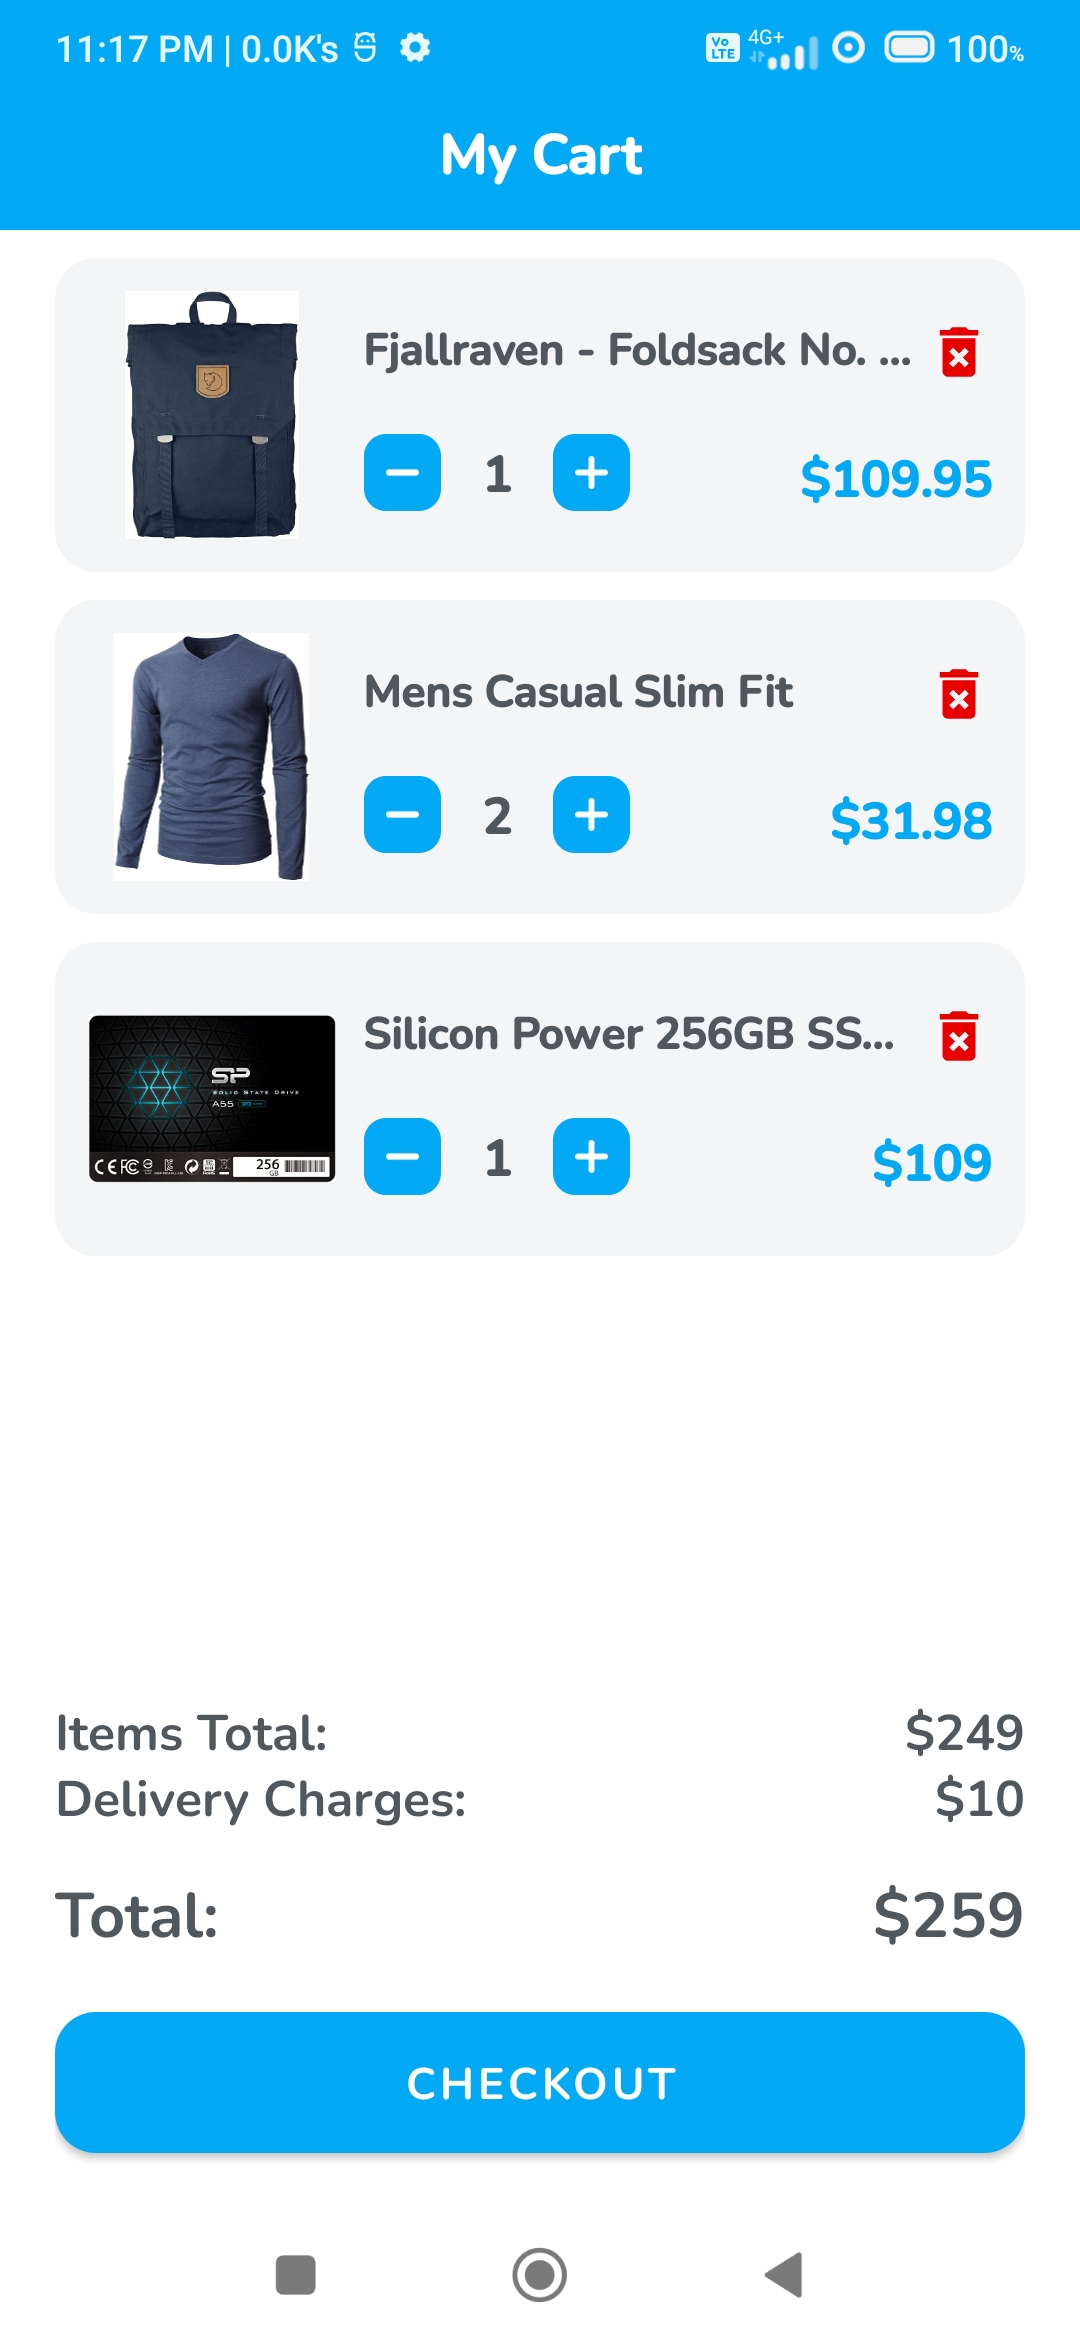 11:17 PM | 0.0K's
Vo LTE 4G+ 100%
My Cart
Fjallraven - Foldsack No. ...
1
$109.95
Mens Casual Slim Fit
2
$31.98
Silicon Power 256GB SS...
SP
SOLID STATE DRIVE
A55
256
GB
1
$109
Items Total: $249
Delivery Charges: $10
Total: $259
CHECKOUT